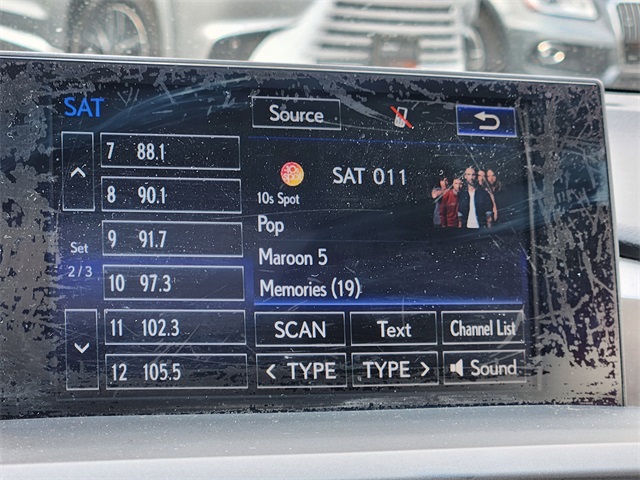 SAT
Source
7 88.1
8 90.1
9 91.7
10 97.3
11 102.3
12 105.5
Set
2/3
10s Spot
SAT 011
10s Spot
Pop
Maroon 5
Memories (19)
SCAN
Text
Channel List
< TYPE
TYPE >
Sound